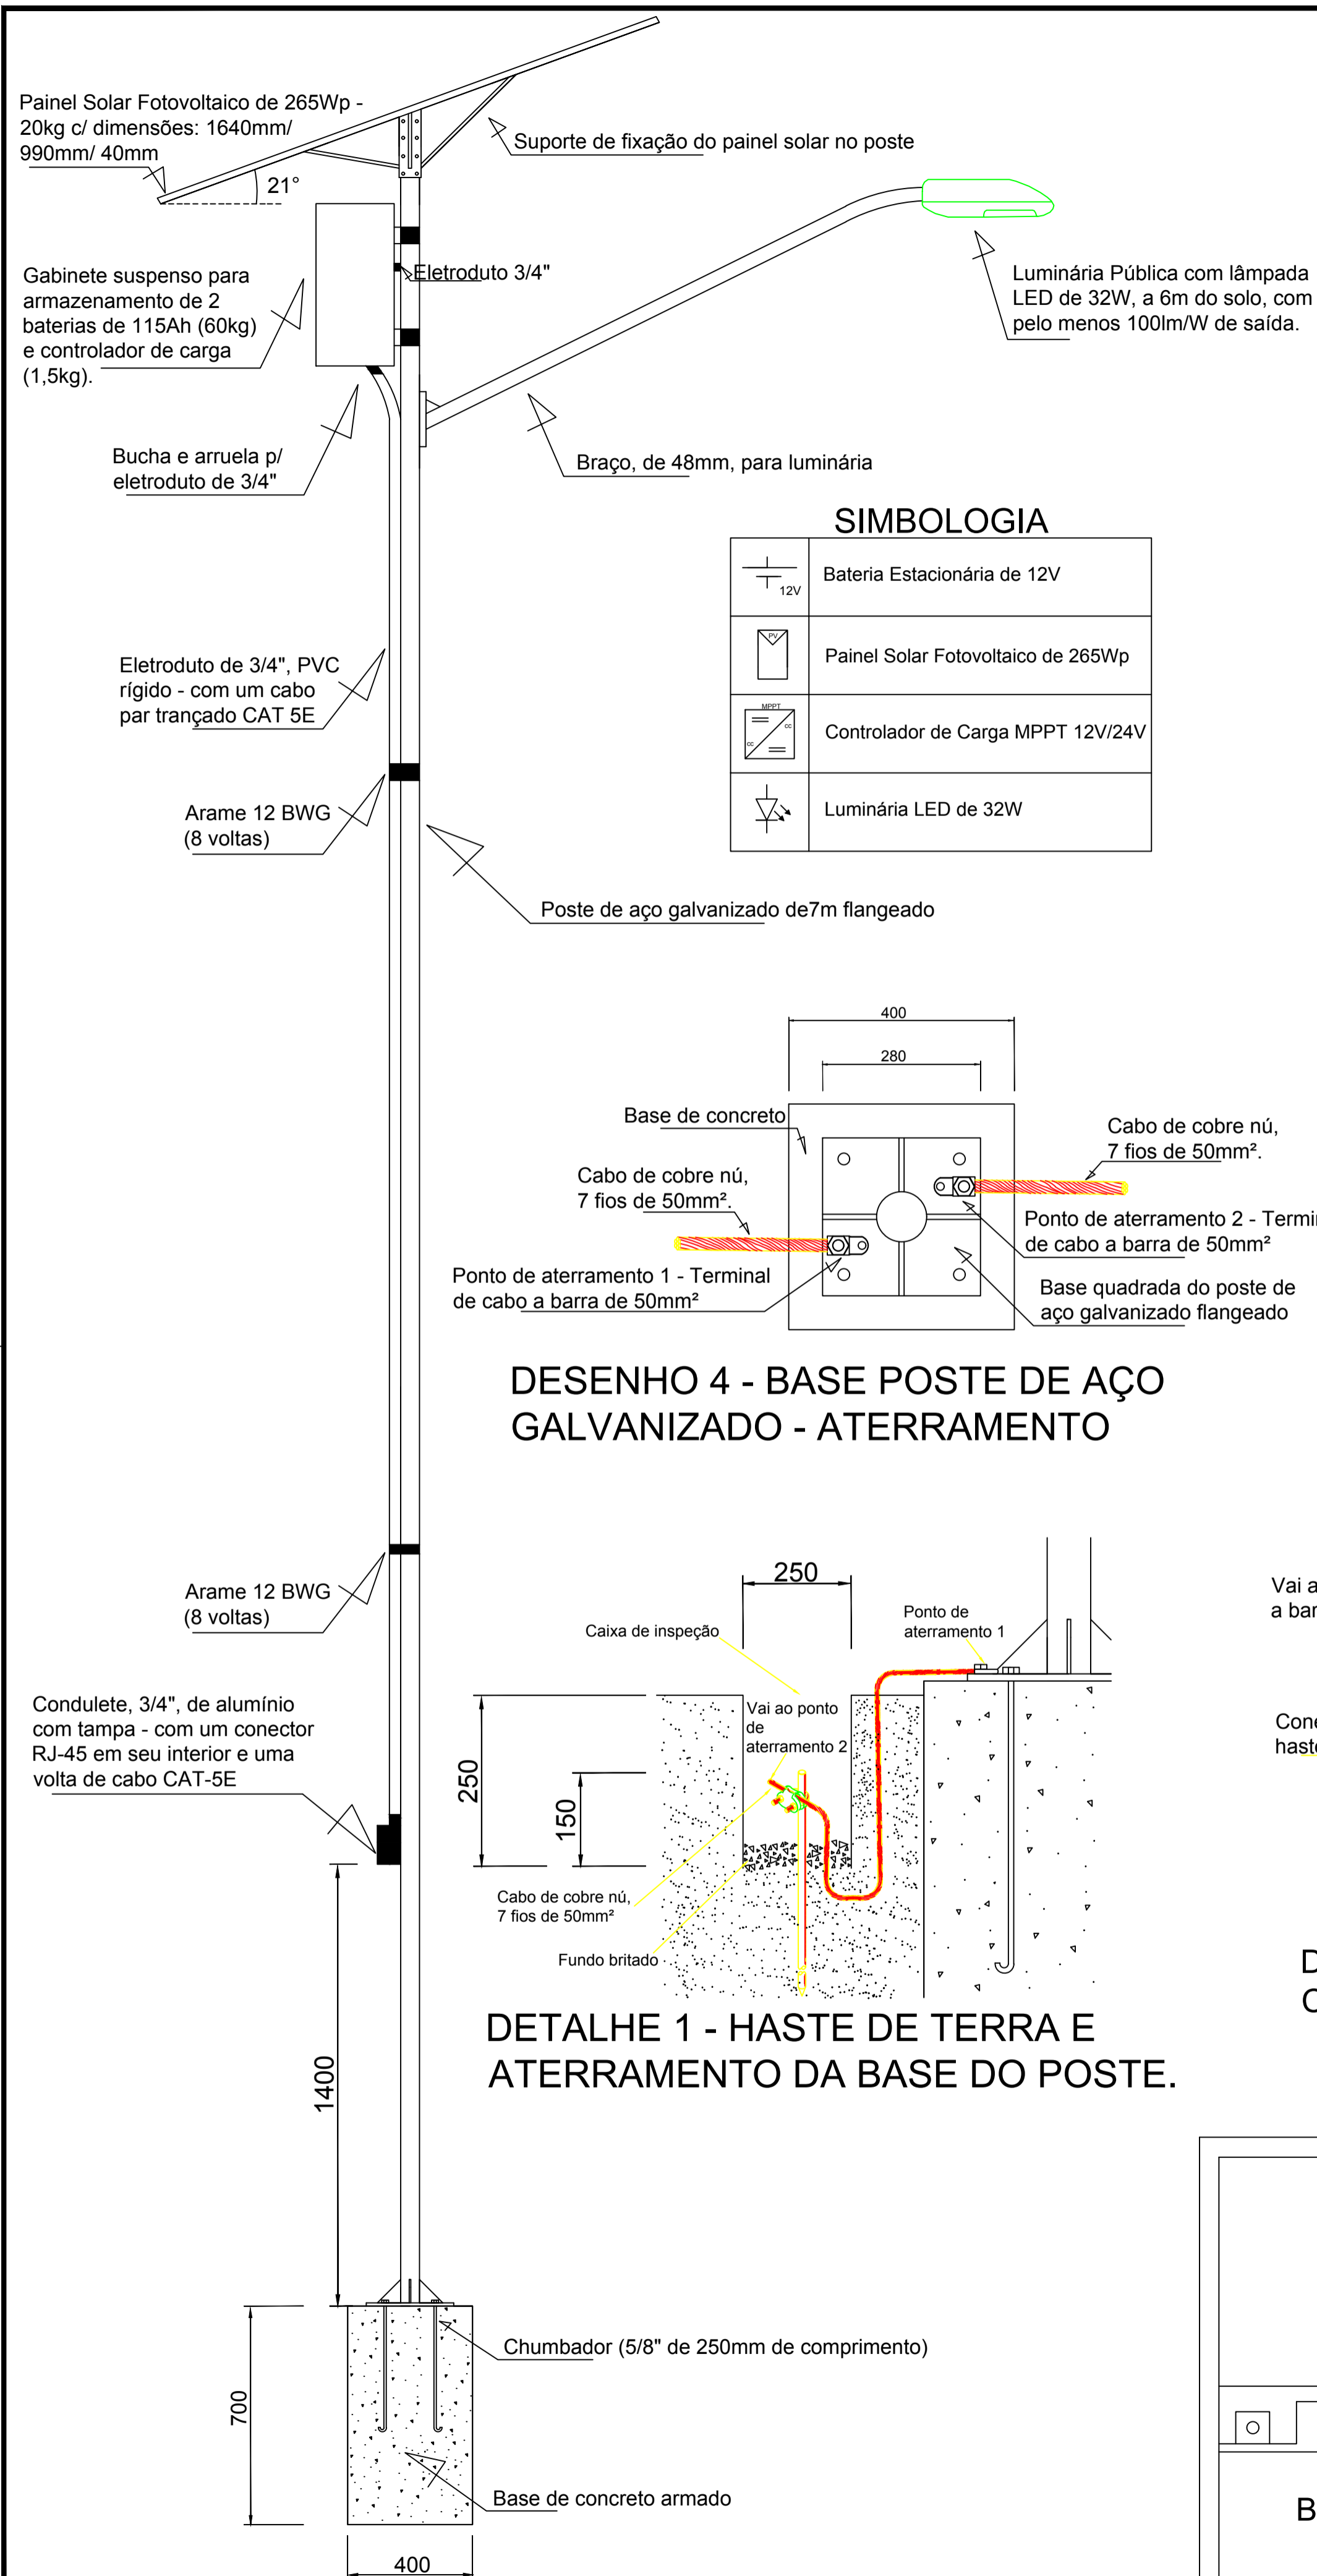 Painel Solar Fotovoltaico de 265Wp -
20kg c/ dimensões: 1640mm/
990mm/ 40mm
21°
Suporte de fixação do painel solar no poste
Gabinete suspenso para
armazenamento de 2
baterias de 115Ah (60kg)
e controlador de carga
(1,5kg).
Eletroduto 3/4"
Luminária Pública com lâmpada
LED de 32W, a 6m do solo, com
pelo menos 100lm/W de saída.
Bucha e arruela p/
eletroduto de 3/4"
Braço, de 48mm, para luminária
SIMBOLOGIA
12V
Bateria Estacionária de 12V
PV
Painel Solar Fotovoltaico de 265Wp
MPPT
cc
cc
Controlador de Carga MPPT 12V/24V
Luminária LED de 32W
Eletroduto de 3/4", PVC
rígido - com um cabo
par trançado CAT 5E
Arame 12 BWG
(8 voltas)
Poste de aço galvanizado de7m flangeado
400
280
Base de concreto
Cabo de cobre nú,
7 fios de 50mm².
Cabo de cobre nú,
7 fios de 50mm².
Ponto de aterramento 1 - Terminal
de cabo a barra de 50mm²
Ponto de aterramento 2 - Termi
de cabo a barra de 50mm²
Base quadrada do poste de
aço galvanizado flangeado
DESENHO 4 - BASE POSTE DE AÇO
GALVANIZADO - ATERRAMENTO
Arame 12 BWG
(8 voltas)
250
Caixa de inspeção
Ponto de
aterramento 1
Vai ao ponto
de
aterramento 2
250
150
Cabo de cobre nú,
7 fios de 50mm²
Fundo britado
Vai a
a bar
Cone
haste
DETALHE 1 - HASTE DE TERRA E
ATERRAMENTO DA BASE DO POSTE.
D
C
Condulete, 3/4", de alumínio
com tampa - com um conector
RJ-45 em seu interior e uma
volta de cabo CAT-5E
1400
Chumbador (5/8" de 250mm de comprimento)
700
Base de concreto armado
400
B